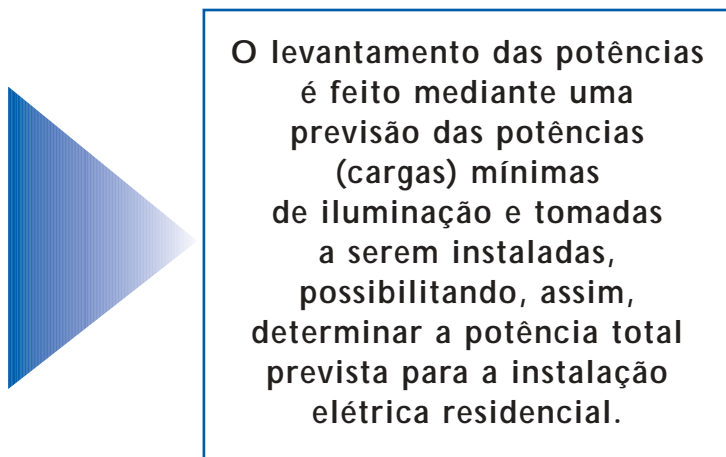 O levantamento das potências
é feito mediante uma
previsão das potências
(cargas) mínimas
de iluminação e tomadas
a serem instaladas,
possibilitando, assim,
determinar a potência total
prevista para a instalação
elétrica residencial.